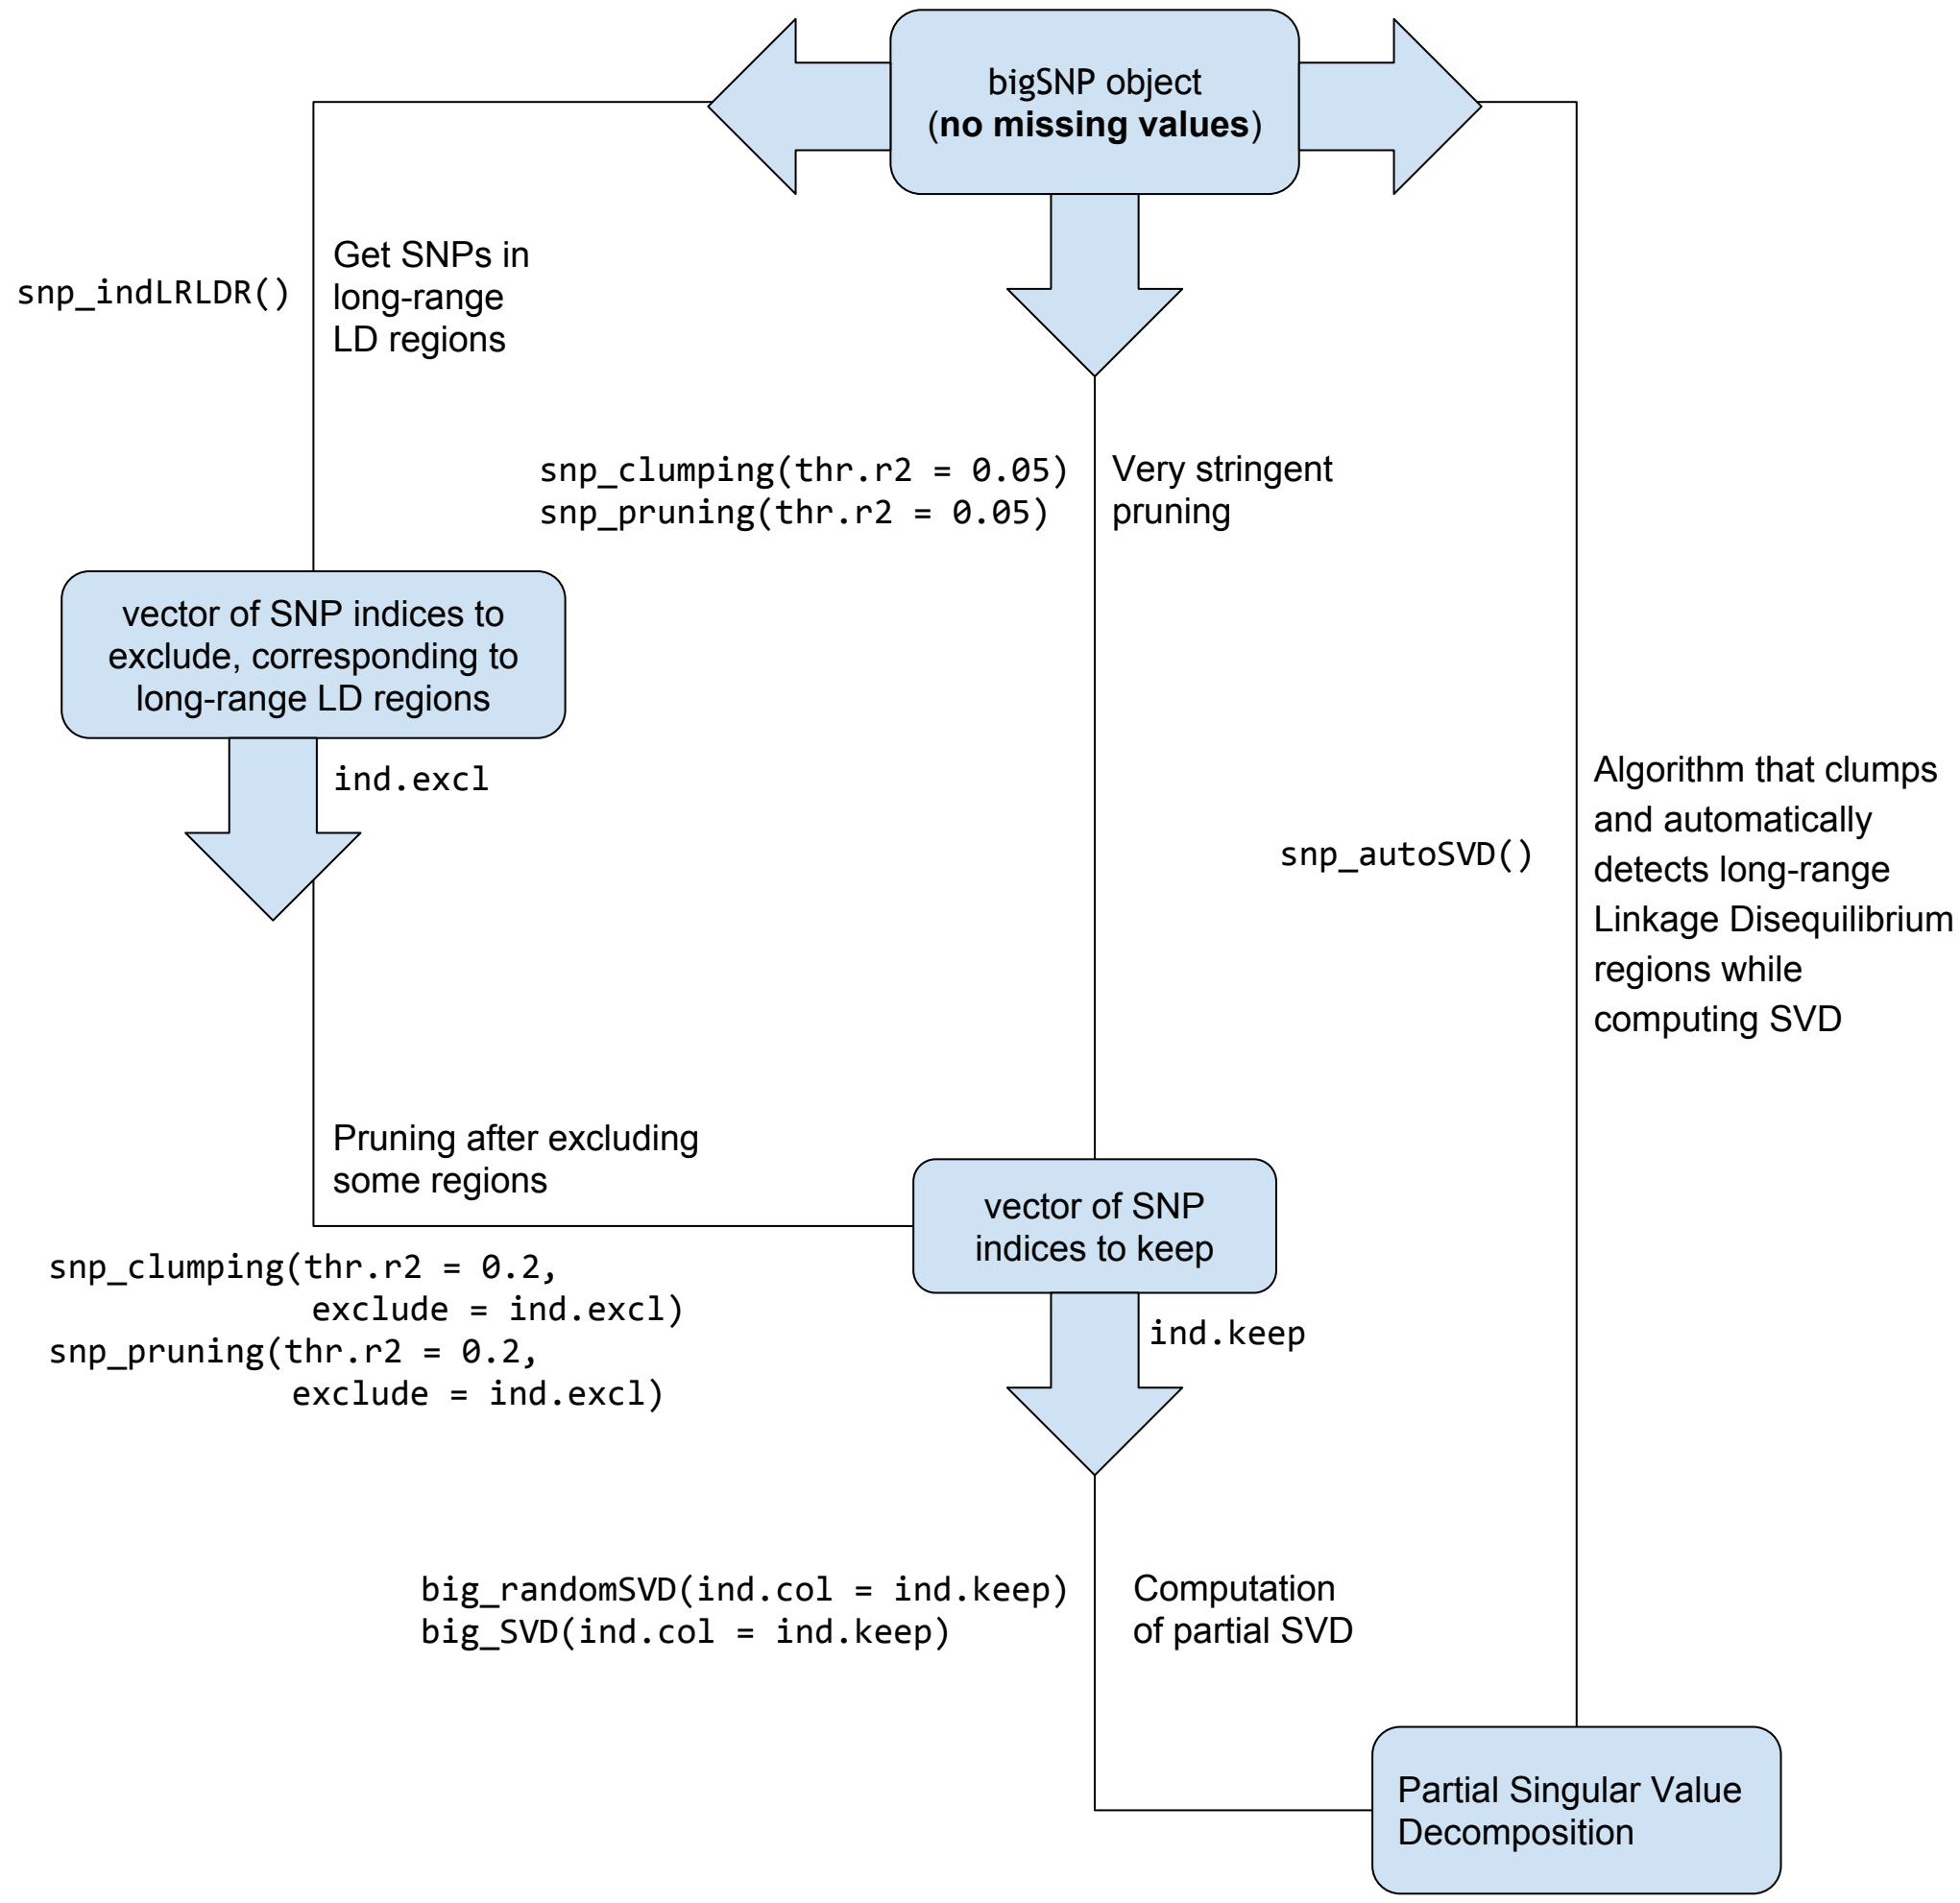 bigSNP object
(no missing values)
snp_indLRLDR()
Get SNPs in
long-range
LD regions
snp_clumping(thr.r2 = 0.05)
snp_pruning(thr.r2 = 0.05)
Very stringent
pruning
vector of SNP indices to
exclude, corresponding to
long-range LD regions
ind.excl
snp_autoSVD()
Algorithm that clumps
and automatically
detects long-range
Linkage Disequilibrium
regions while
computing SVD
Pruning after excluding
some regions
snp_clumping(thr.r2 = 0.2,
exclude = ind.excl)
snp_pruning(thr.r2 = 0.2,
exclude = ind.excl)
vector of SNP
indices to keep
ind.keep
big_randomSVD(ind.col = ind.keep)
big_SVD(ind.col = ind.keep)
Computation
of partial SVD
Partial Singular Value
Decomposition